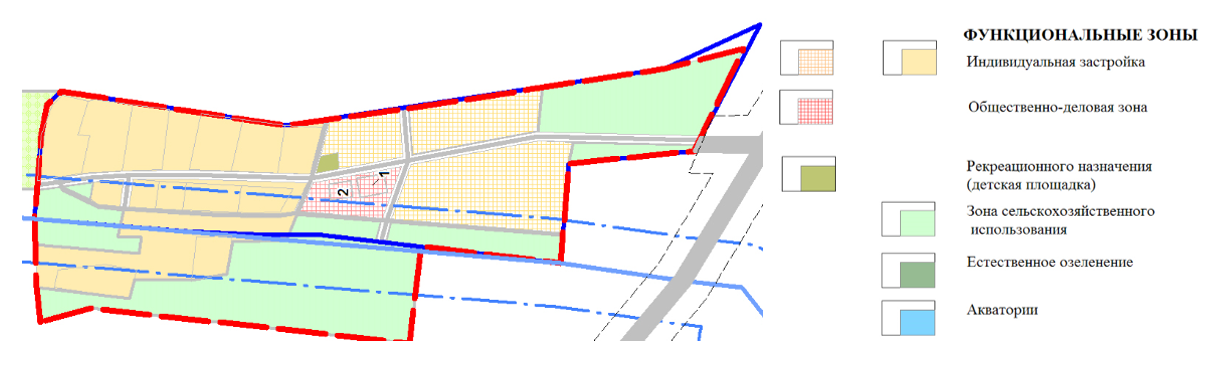 ФУНКЦИОНАЛЬНЫЕ ЗОНЫ
Индивидуальная застройка
Общественно-деловая зона
Рекреационного назначения
(детская площадка)
Зона сельскохозяйственного
использования
Естественное озеленение
Акватории
1
2